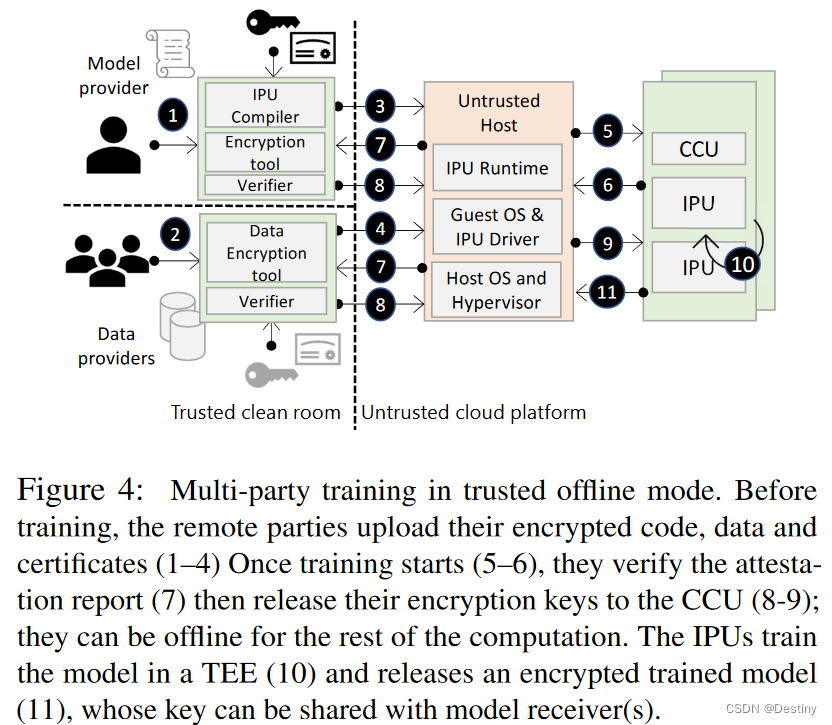 Model
provider
1
IPU
Compiler
Encryption
tool
Verifier
3
7
8
Untrusted
Host
IPU Runtime
Guest OS &
IPU Driver
Host OS and
Hypervisor
5
6
9
11
CCU
IPU
IPU
10
2
Data
Encryption
tool
Verifier
4
7
8
Data
providers
Trusted clean room
Untrusted cloud platform
Figure 4: Multi-party training in trusted offline mode. Before
training, the remote parties upload their encrypted code, data and
certificates (1–4) Once training starts (5–6), they verify the attesta-
tion report (7) then release their encryption keys to the CCU (8-9);
they can be offline for the rest of the computation. The IPUs train
the model in a TEE (10) and releases an encrypted trained model
(11), whose key can be shared with model receiver(s).
CSDN @Destiny